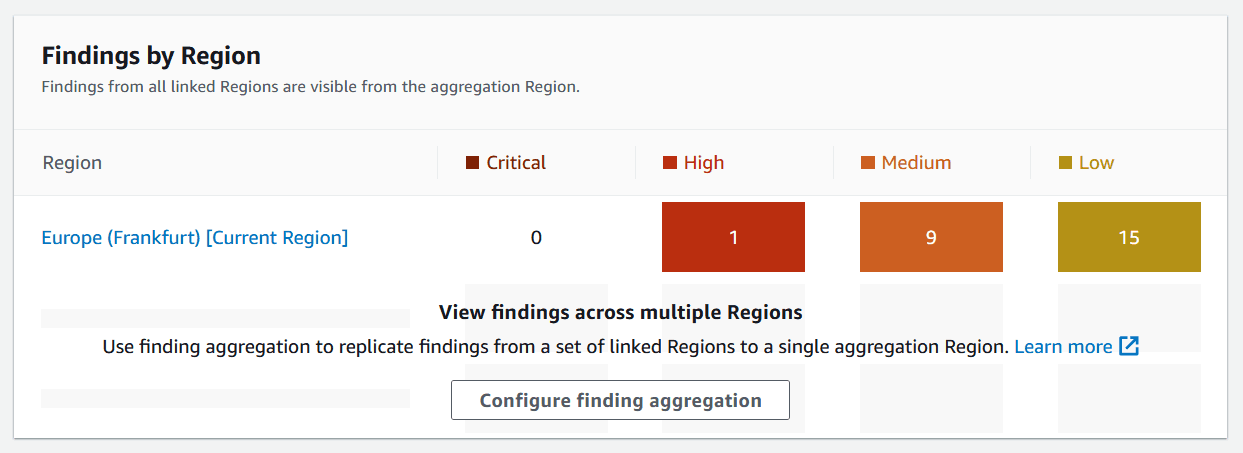 Findings by Region
Findings from all linked Regions are visible from the aggregation Region.
Region Critical High Medium Low
Europe (Frankfurt) [Current Region] 0 1 9 15
View findings across multiple Regions
Use finding aggregation to replicate findings from a set of linked Regions to a single aggregation Region. Learn more
Configure finding aggregation